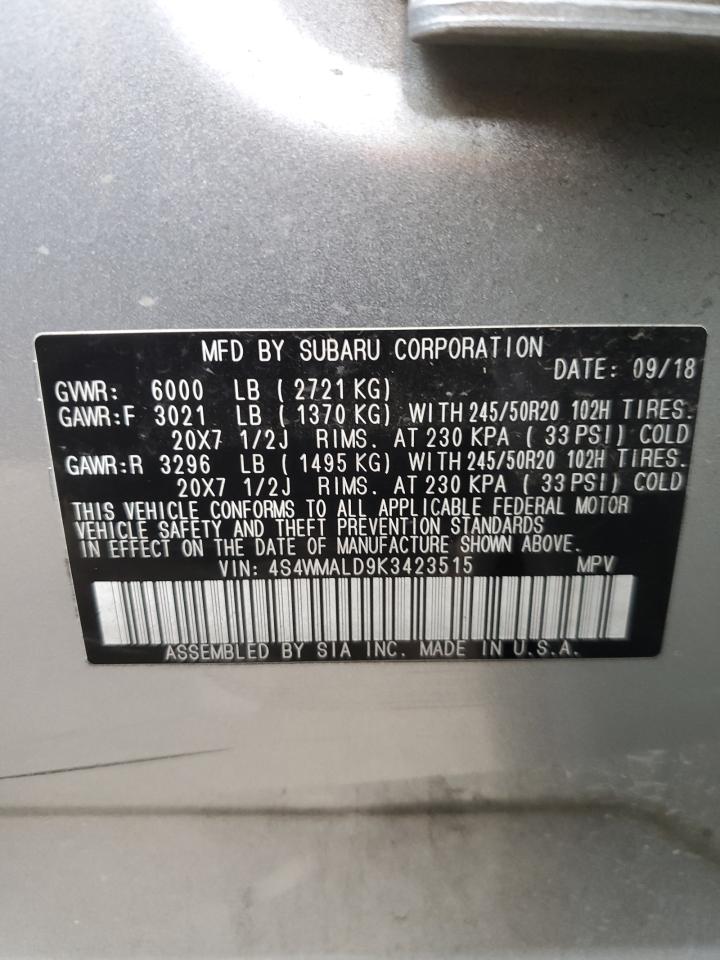 MFD BY SUBARU CORPORATION
DATE: 09/18
GVWR: 6000 LB ( 2721 KG)
GAWR:F 3021 LB ( 1370 KG) WITH 245/50R20 102H TIRES.
20X7 1/2J RIMS. AT 230 KPA ( 33 PSI) COLD
GAWR:R 3296 LB ( 1495 KG) WITH 245/50R20 102H TIRES.
20X7 1/2J RIMS. AT 230 KPA ( 33 PSI) COLD
THIS VEHICLE CONFORMS TO ALL APPLICABLE FEDERAL MOTOR
VEHICLE SAFETY AND THEFT PREVENTION STANDARDS
IN EFFECT ON THE DATE OF MANUFACTURE SHOWN ABOVE.
VIN: 4S4WMALD9K3423515 MPV
ASSEMBLED BY SIA INC. MADE IN U.S.A.